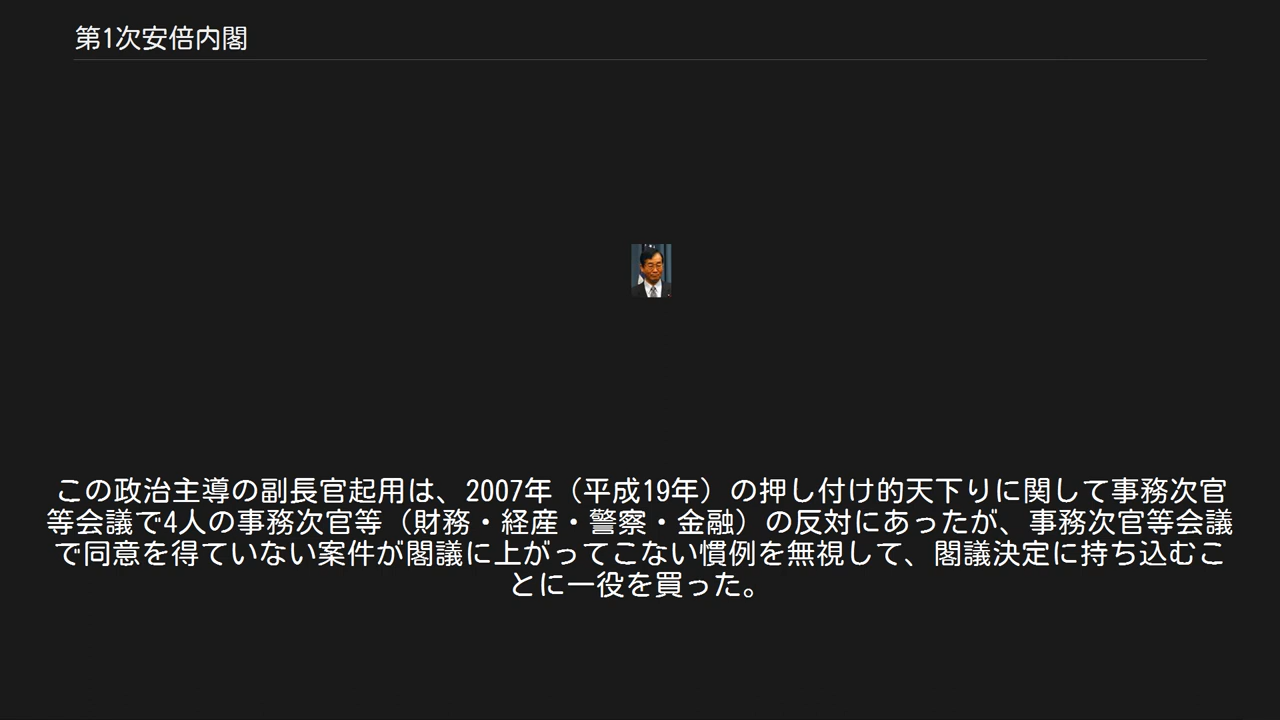 第1次安倍内閣
この政治主導の副長官起用は、2007年（平成19年）の押し付け的天下りに関して事務次官
等会議で4人の事務次官等（財務・経産・警察・金融）の反対にあったが、事務次官等会議
で同意を得ていない案件が閣議に上がってこない慣例を無視して、閣議決定に持ち込むこ
とに一役を買った。